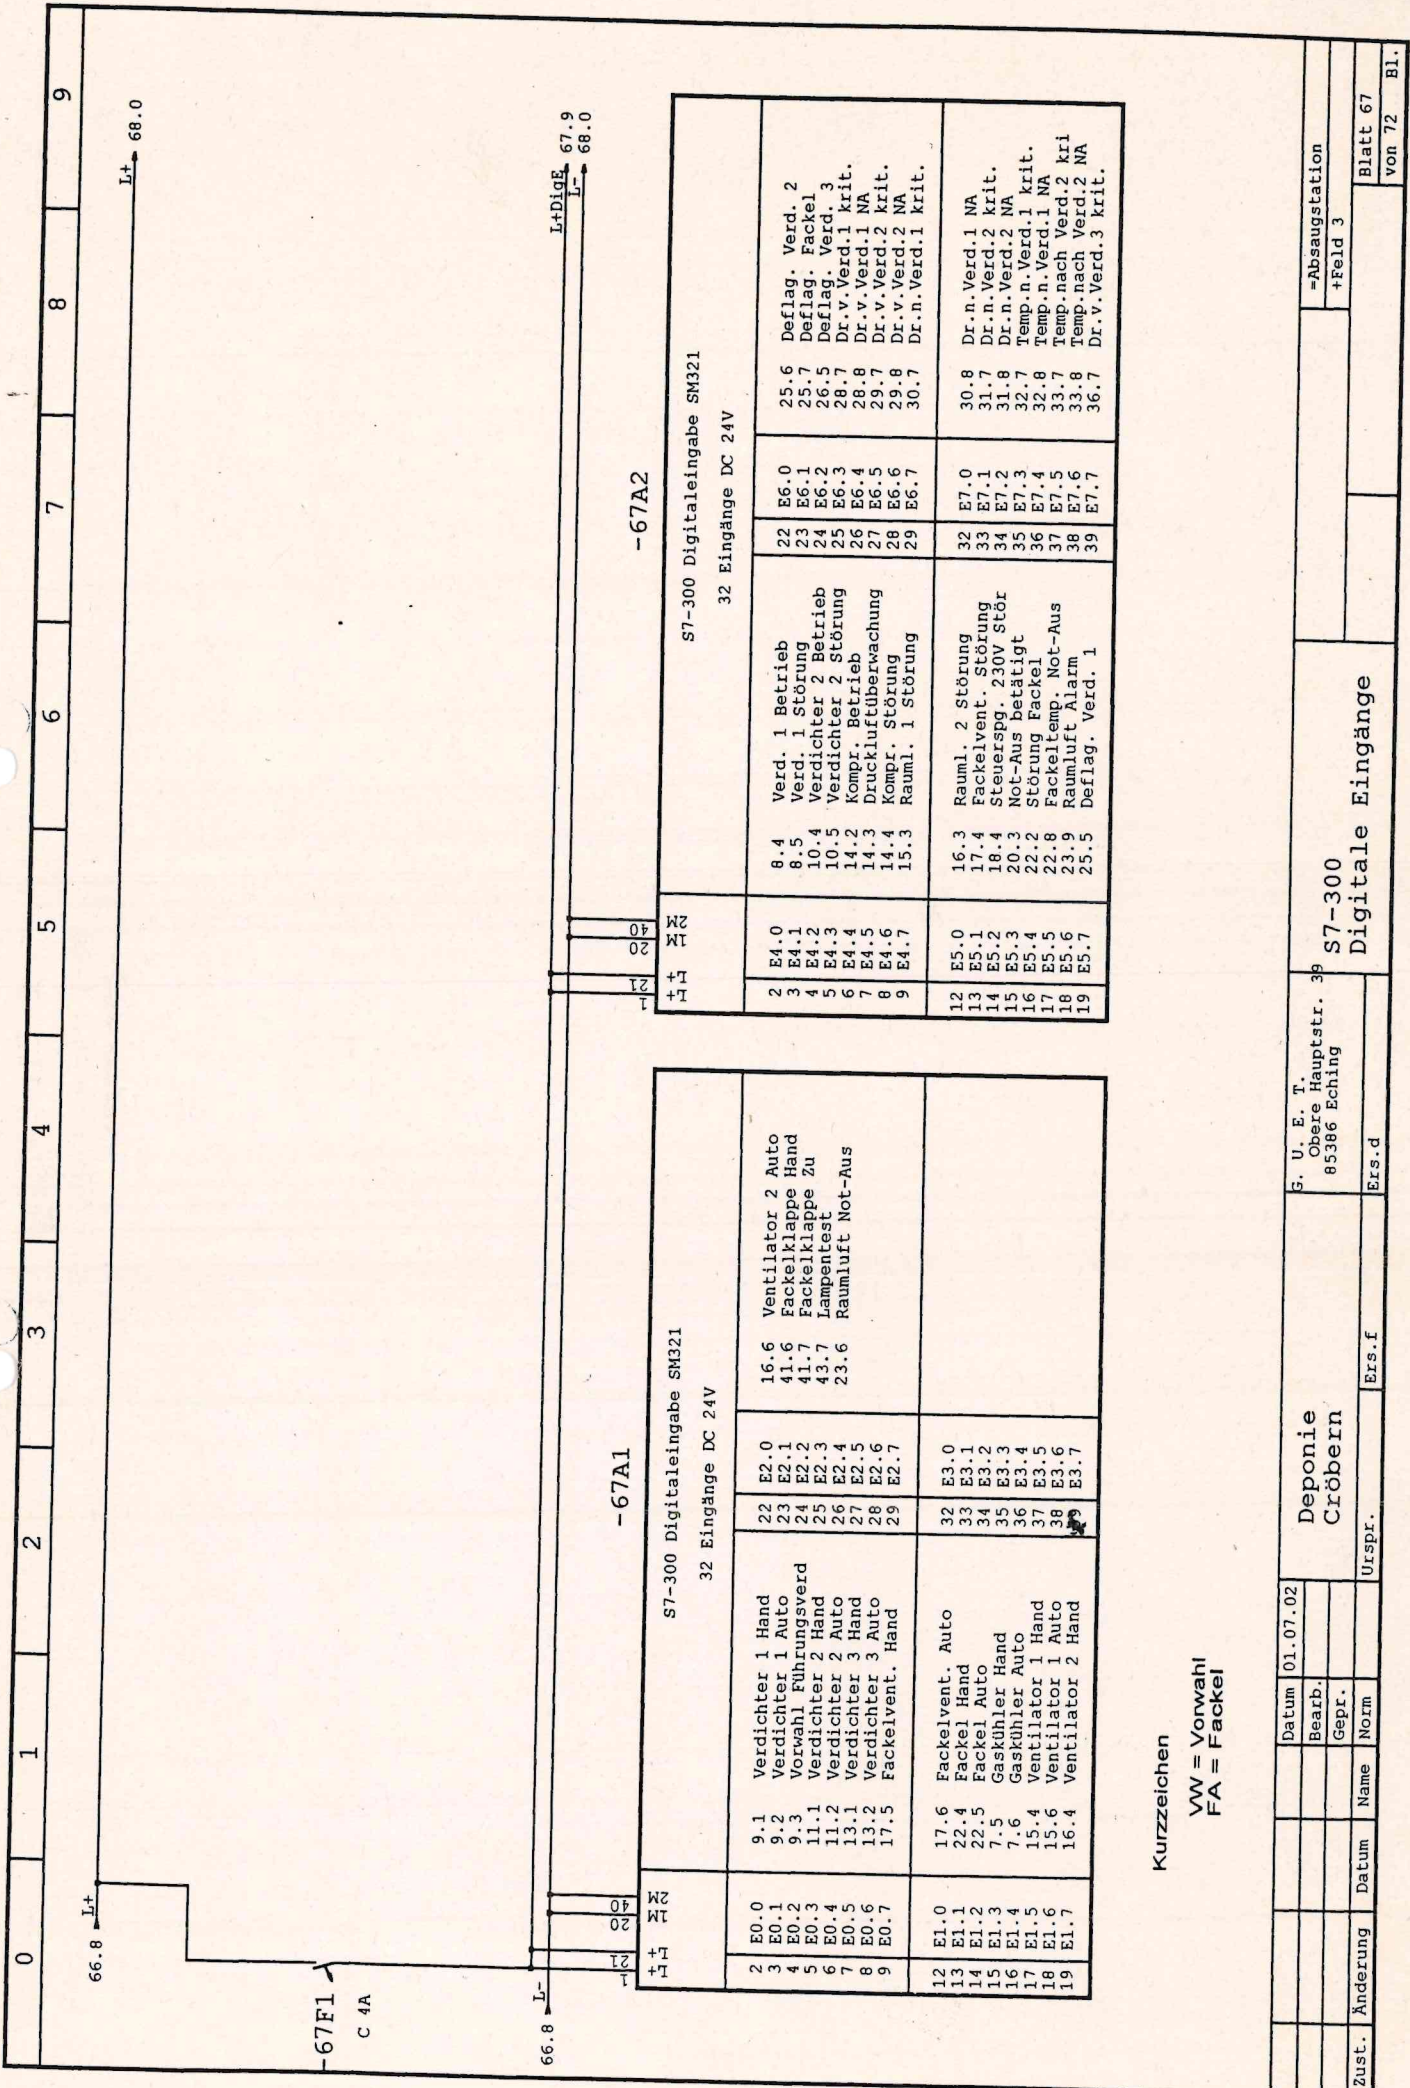 0 1 2 3 4 5 6 7 8 9
66.8 L+
L+ 68.0
-67F1
C 4A
66.8 L-
L+DigE 67.9
L- 68.0
-67A1
1 21 20 40
L+ L+ 1M 2M
S7-300 Digitaleingabe SM321
32 Eingänge DC 24V
2 E0.0 9.1 Verdichter 1 Hand
3 E0.1 9.2 Verdichter 1 Auto
4 E0.2 9.3 Vorwahl Führungsverd
5 E0.3 11.1 Verdichter 2 Hand
6 E0.4 11.2 Verdichter 2 Auto
7 E0.5 13.1 Verdichter 3 Hand
8 E0.6 13.2 Verdichter 3 Auto
9 E0.7 17.5 Fackelvent. Hand
12 E1.0 17.6 Fackelvent. Auto
13 E1.1 22.4 Fackel Hand
14 E1.2 22.5 Fackel Auto
15 E1.3 7.5 Gaskühler Hand
16 E1.4 7.6 Gaskühler Auto
17 E1.5 15.4 Ventilator 1 Hand
18 E1.6 15.6 Ventilator 1 Auto
19 E1.7 16.4 Ventilator 2 Hand
22 E2.0 16.6 Ventilator 2 Auto
23 E2.1 41.6 Fackelklappe Hand
24 E2.2 41.7 Fackelklappe Zu
25 E2.3 43.7 Lampentest
26 E2.4 23.6 Raumluft Not-Aus
27 E2.5
28 E2.6
29 E2.7
32 E3.0
33 E3.1
34 E3.2
35 E3.3
36 E3.4
37 E3.5
38 E3.6
E3.7
-67A2
1 21 20 40
L+ L+ 1M 2M
S7-300 Digitaleingabe SM321
32 Eingänge DC 24V
2 E4.0 8.4 Verd. 1 Betrieb
3 E4.1 8.5 Verd. 1 Störung
4 E4.2 10.4 Verdichter 2 Betrieb
5 E4.3 10.5 Verdichter 2 Störung
6 E4.4 14.2 Kompr. Betrieb
7 E4.5 14.3 Druckluftüberwachung
8 E4.6 14.4 Kompr. Störung
9 E4.7 15.3 Rauml. 1 Störung
12 E5.0 16.3 Rauml. 2 Störung
13 E5.1 17.4 Fackelvent. Störung
14 E5.2 18.4 Steuerspg. 230V Stör
15 E5.3 20.3 Not-Aus betätigt
16 E5.4 22.2 Störung Fackel
17 E5.5 22.8 Fackeltemp. Not-Aus
18 E5.6 23.9 Raumluft Alarm
19 E5.7 25.5 Deflag. Verd. 1
22 E6.0 25.6 Deflag. Verd. 2
23 E6.1 25.7 Deflag. Fackel
24 E6.2 26.5 Deflag. Verd. 3
25 E6.3 28.7 Dr.v.Verd.1 krit.
26 E6.4 28.8 Dr.v.Verd.1 NA
27 E6.5 29.7 Dr.v.Verd.2 krit.
28 E6.6 29.8 Dr.v.Verd.2 NA
29 E6.7 30.7 Dr.n.Verd.1 krit.
32 E7.0 30.8 Dr.n.Verd.1 NA
33 E7.1 31.7 Dr.n.Verd.2 krit.
34 E7.2 31.8 Dr.n.Verd.2 NA
35 E7.3 32.7 Temp.n.Verd.1 krit.
36 E7.4 32.8 Temp.n.Verd.1 NA
37 E7.5 33.7 Temp.nach Verd.2 kri
38 E7.6 33.8 Temp.nach Verd.2 NA
39 E7.7 36.7 Dr.v.Verd.3 krit.
Kurzzeichen
VW = Vorwahl
FA = Fackel
Zust. Änderung Datum Name Norm
Datum 01.07.02
Bearb.
Gepr.
Deponie
Cröbern
Urspr. Ers.f Ers.d
G. U. E. T.
Obere Hauptstr. 39
85386 Eching
S7-300
Digitale Eingänge
=Absaugstation
+Feld 3
Blatt 67
von 72 Bl.